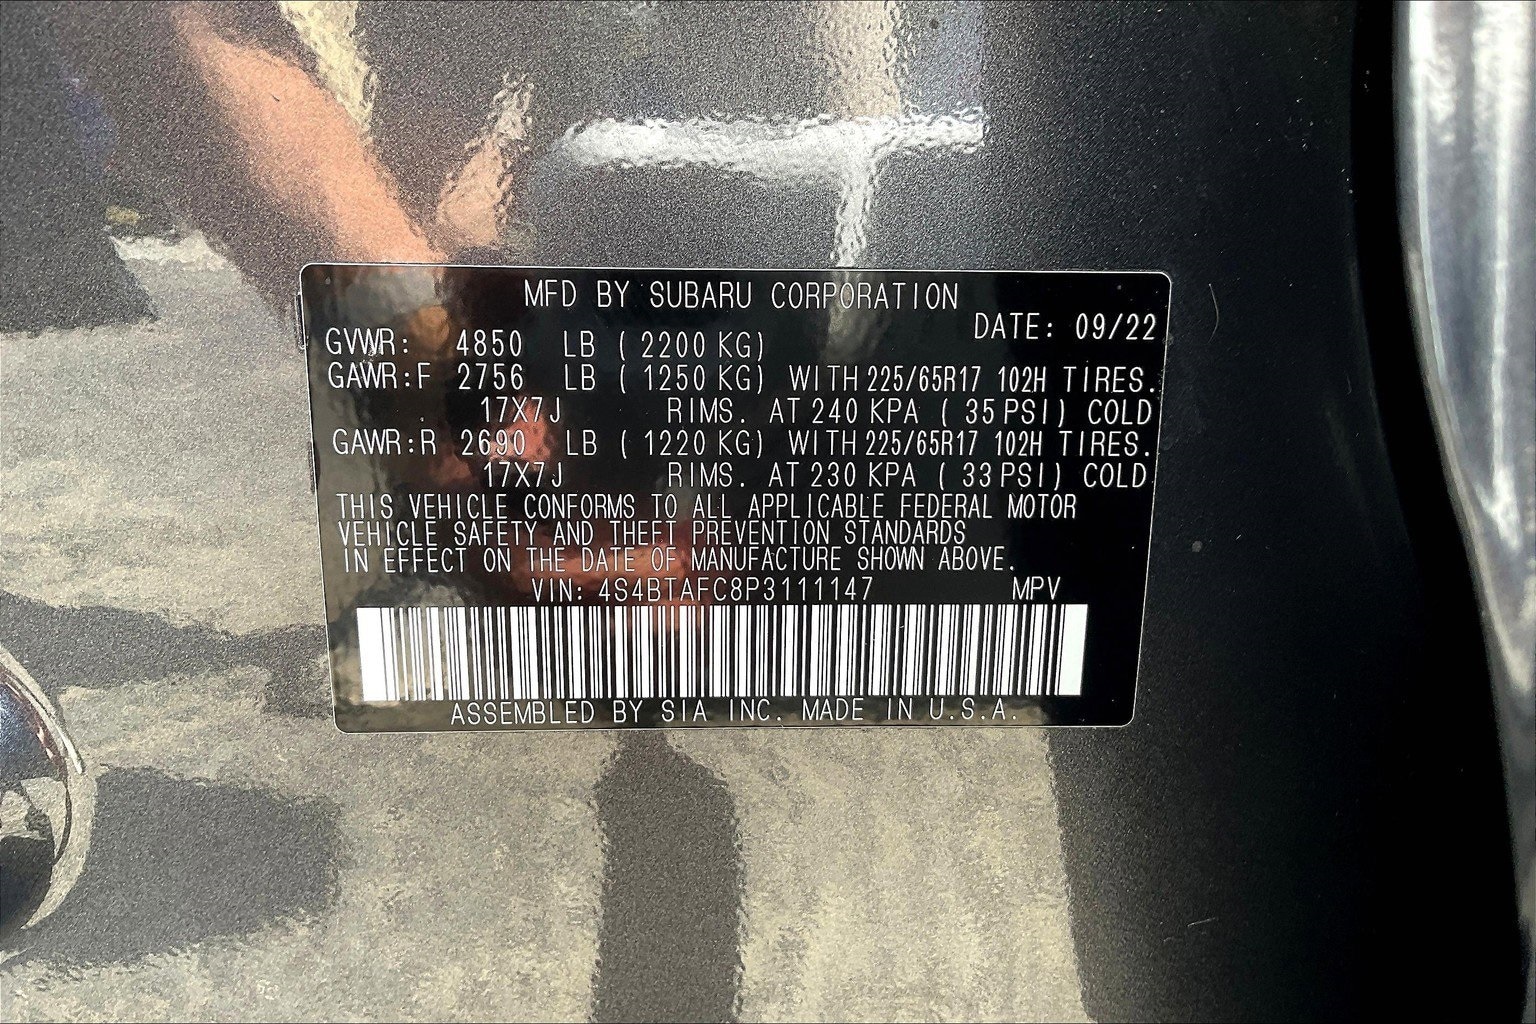 MFD BY SUBARU CORPORATION
DATE: 09/22
GVWR: 4850 LB ( 2200 KG)
GAWR:F 2756 LB ( 1250 KG) WITH 225/65R17 102H TIRES.
17X7J RIMS. AT 240 KPA ( 35 PSI) COLD
GAWR:R 2690 LB ( 1220 KG) WITH 225/65R17 102H TIRES.
17X7J RIMS. AT 230 KPA ( 33 PSI) COLD
THIS VEHICLE CONFORMS TO ALL APPLICABLE FEDERAL MOTOR
VEHICLE SAFETY AND THEFT PREVENTION STANDARDS
IN EFFECT ON THE DATE OF MANUFACTURE SHOWN ABOVE.
VIN: 4S4BTAFC8P3111147 MPV
ASSEMBLED BY SIA INC. MADE IN U.S.A.